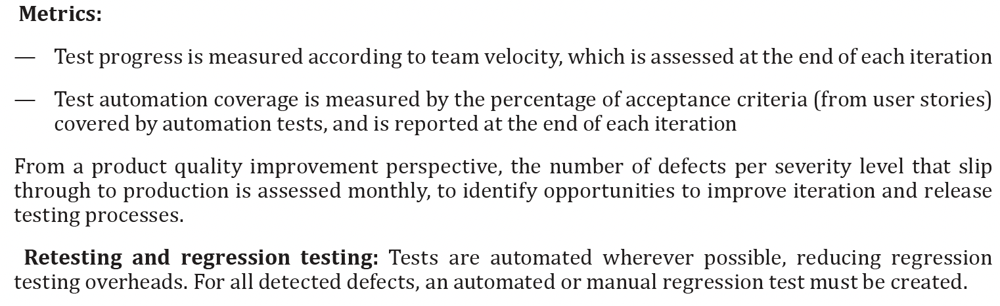 Metrics:
— Test progress is measured according to team velocity, which is assessed at the end of each iteration
— Test automation coverage is measured by the percentage of acceptance criteria (from user stories)
covered by automation tests, and is reported at the end of each iteration
From a product quality improvement perspective, the number of defects per severity level that slip
through to production is assessed monthly, to identify opportunities to improve iteration and release
testing processes.
Retesting and regression testing: Tests are automated wherever possible, reducing regression
testing overheads. For all detected defects, an automated or manual regression test must be created.